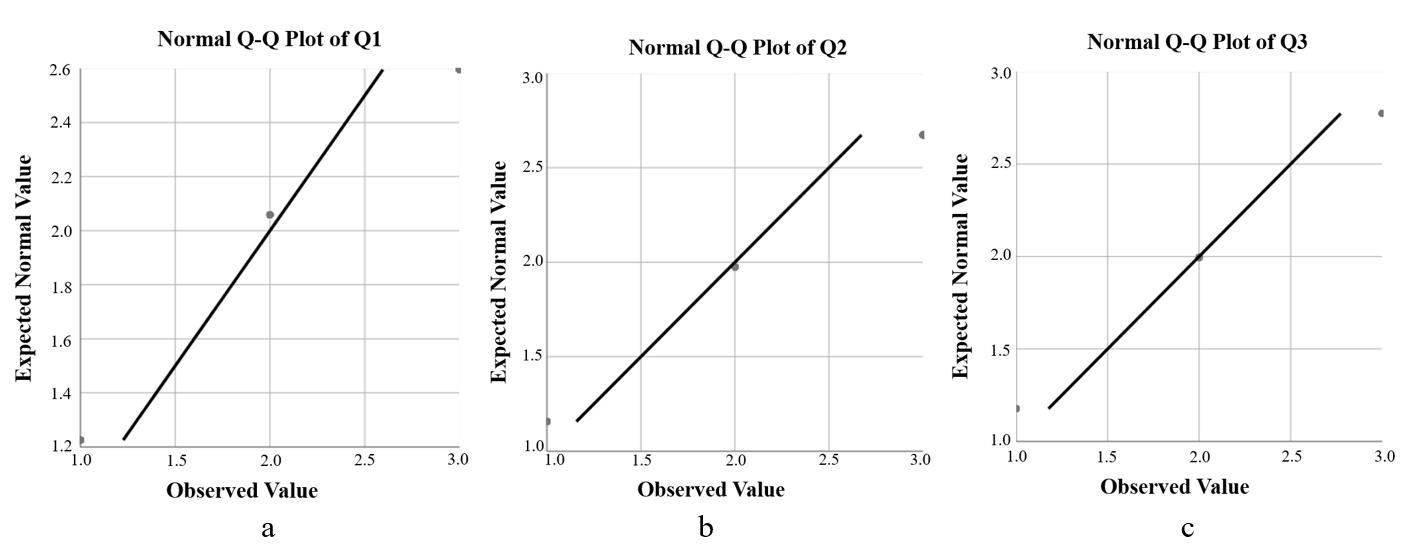 Normal Q-Q Plot of Q1
Expected Normal Value
2.6
2.4
2.2
2.0
1.8
1.6
1.4
1.2
1.0 1.5 2.0 2.5 3.0
Observed Value
a
Normal Q-Q Plot of Q2
Expected Normal Value
3.0
2.5
2.0
1.5
1.0
1.0 1.5 2.0 2.5 3.0
Observed Value
b
Normal Q-Q Plot of Q3
Expected Normal Value
3.0
2.5
2.0
1.5
1.0
1.0 1.5 2.0 2.5 3.0
Observed Value
c